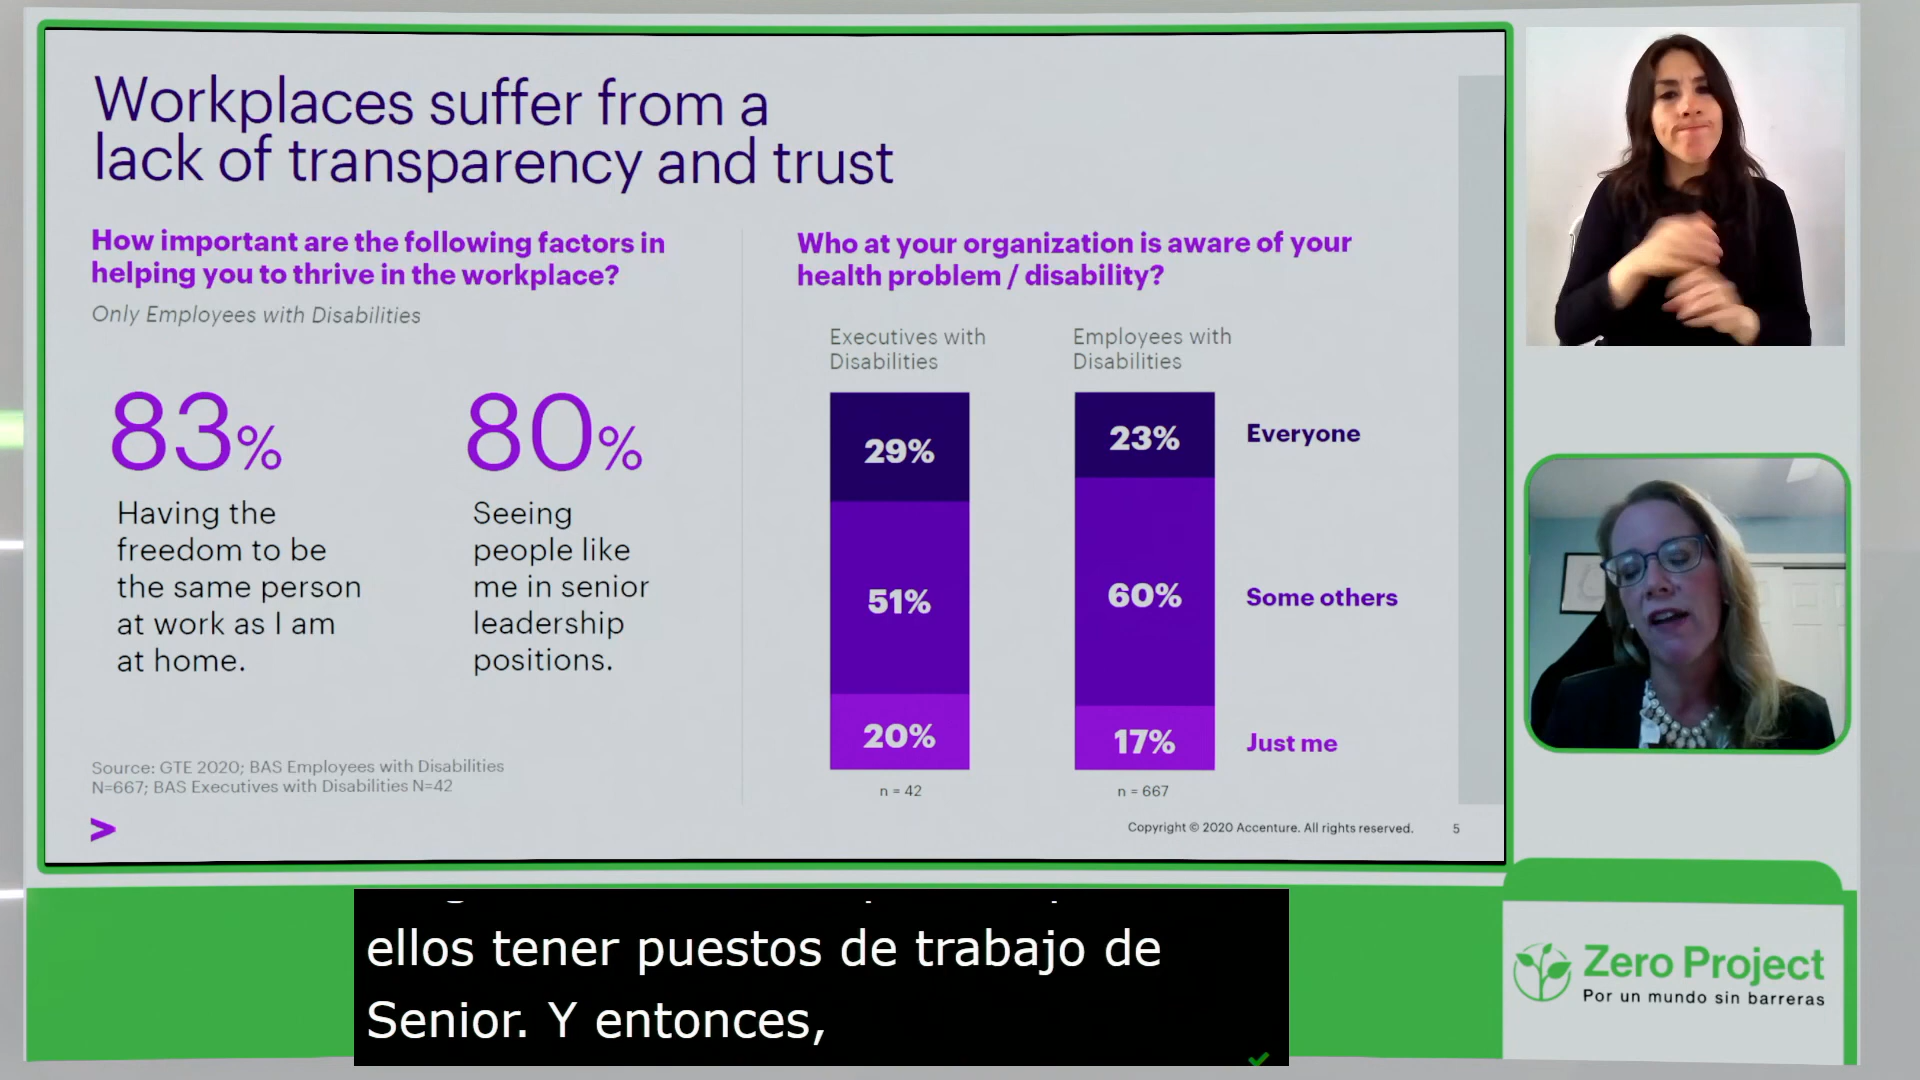 Workplaces suffer from a
lack of transparency and trust
How important are the following factors in
helping you to thrive in the workplace?
Only Employees with Disabilities
83%
Having the
freedom to be
the same person
at work as I am
at home.
80%
Seeing
people like
me in senior
leadership
positions.
Source: GTE 2020; BAS Employees with Disabilities
N=667; BAS Executives with Disabilities N=42
>
Who at your organization is aware of your
health problem / disability?
Executives with
Disabilities
29%
51%
20%
n = 42
Employees with
Disabilities
23%
60%
17%
n = 667
Everyone
Some others
Just me
Copyright © 2020 Accenture. All rights reserved.
5
ellos tener puestos de trabajo de
Senior. Y entonces,
Zero Project
Por un mundo sin barreras